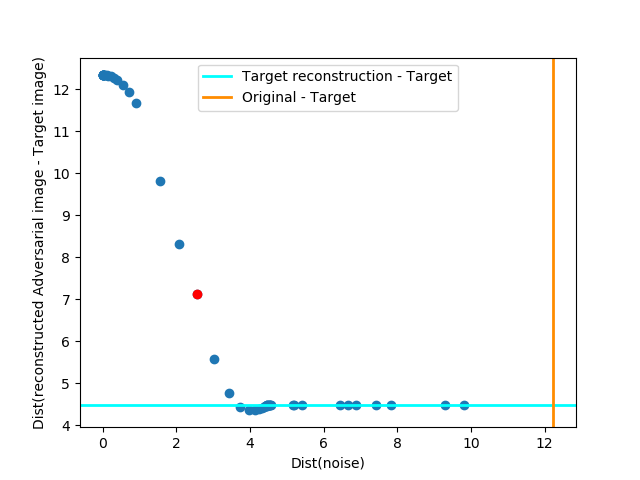 Target reconstruction - Target
Original - Target
12
11
10
9
8
7
6
5
4
Dist(reconstructed Adversarial image - Target image)
0 2 4 6 8 10 12
Dist(noise)